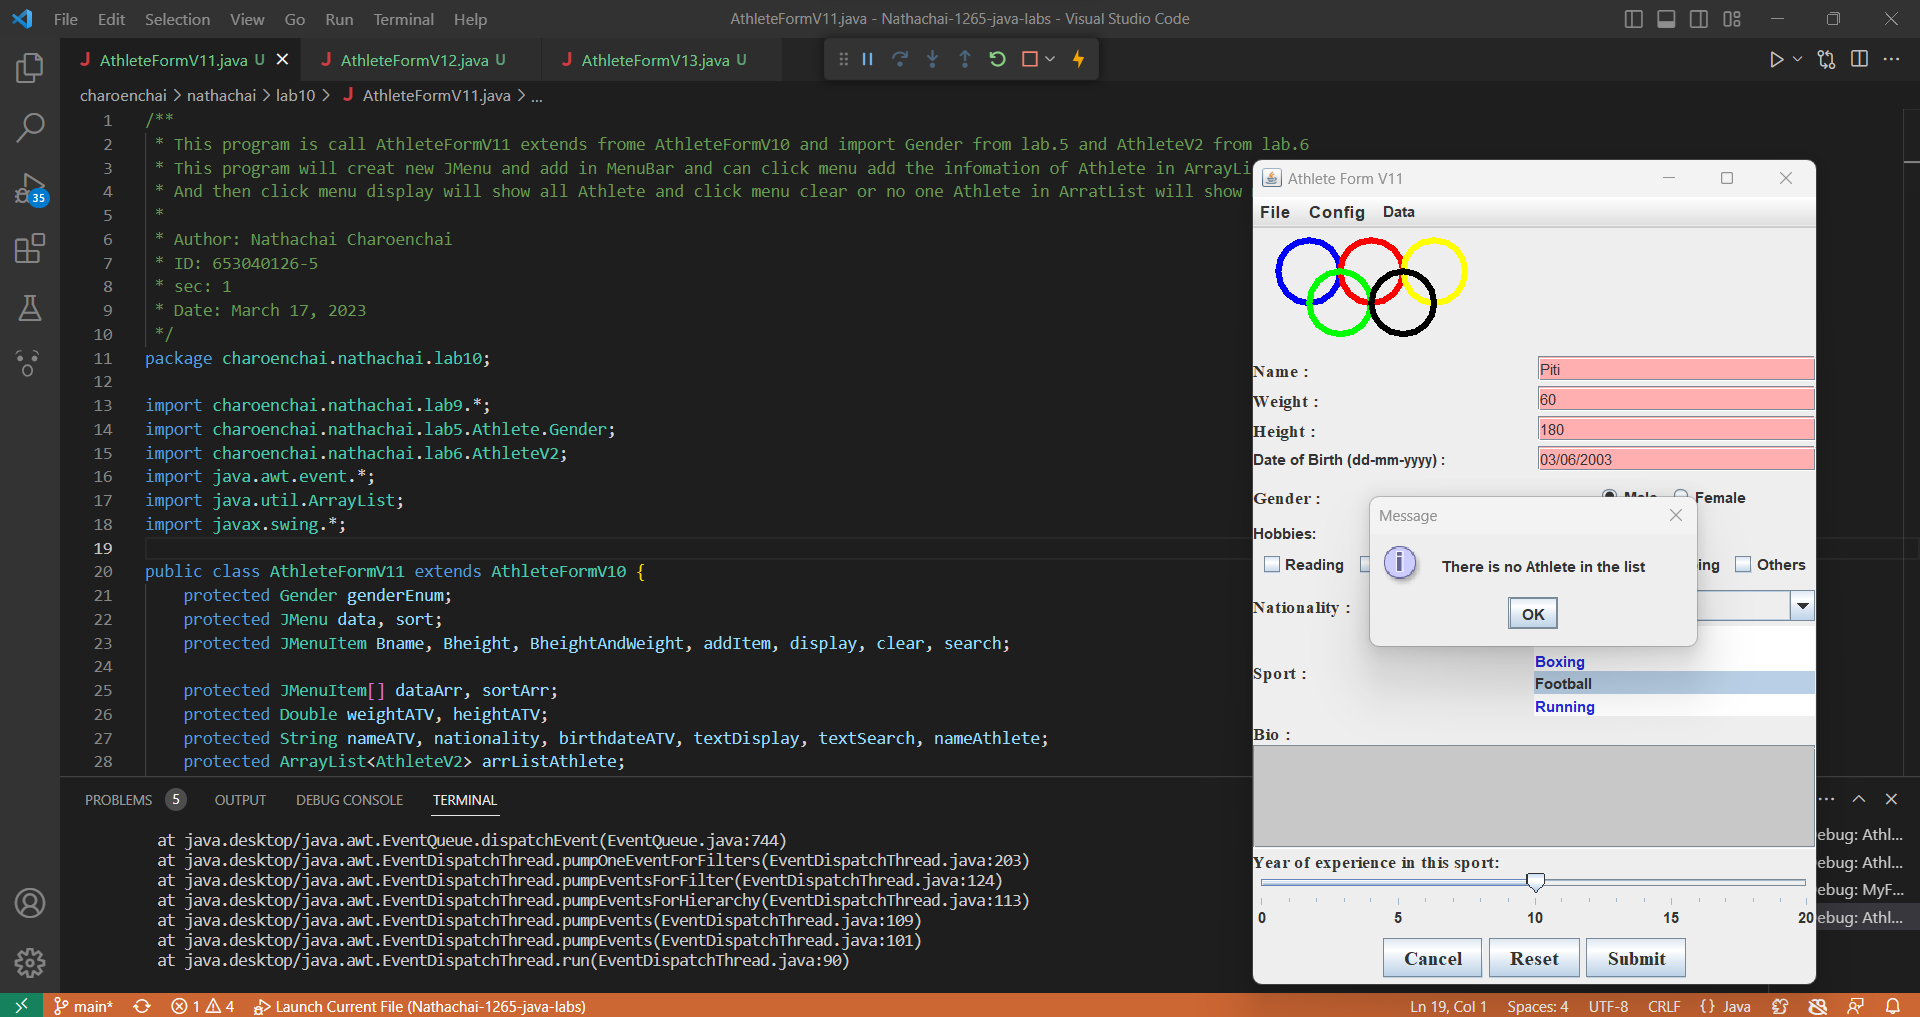 File Edit Selection View Go Run Terminal Help
AthleteFormV11.java - Nathachai-1265-java-labs - Visual Studio Code
AthleteFormV11.java U
AthleteFormV12.java U
AthleteFormV13.java U
charoenchai > nathachai > lab10 > J AthleteFormV11.java > ...
35
1 /**
2 * This program is call AthleteFormV11 extends frome AthleteFormV10 and import Gender from lab.5 and AthleteV2 from lab.6
3 * This program will creat new JMenu and add in MenuBar and can click menu add the infomation of Athlete in ArrayLi
4 * And then click menu display will show all Athlete and click menu clear or no one Athlete in ArratList will show
5 *
6 * Author: Nathachai Charoenchai
7 * ID: 653040126-5
8 * sec: 1
9 * Date: March 17, 2023
10 */
11 package charoenchai.nathachai.lab10;
12
13 import charoenchai.nathachai.lab9.*;
14 import charoenchai.nathachai.lab5.Athlete.Gender;
15 import charoenchai.nathachai.lab6.AthleteV2;
16 import java.awt.event.*;
17 import java.util.ArrayList;
18 import javax.swing.*;
19
20 public class AthleteFormV11 extends AthleteFormV10 {
21 protected Gender genderEnum;
22 protected JMenu data, sort;
23 protected JMenuItem Bname, Bheight, BheightAndWeight, addItem, display, clear, search;
24
25 protected JMenuItem[] dataArr, sortArr;
26 protected Double weightATV, heightATV;
27 protected String nameATV, nationality, birthdateATV, textDisplay, textSearch, nameAthlete;
28 protected ArrayList<AthleteV2> arrListAthlete;
Athlete Form V11
File Config Data
Name : Piti
Weight : 60
Height : 180
Date of Birth (dd-mm-yyyy) : 03/06/2003
Gender : Male Female
Hobbies:
Reading ing Others
Nationality :
Message
There is no Athlete in the list
OK
Sport :
Boxing
Football
Running
Bio :
Year of experience in this sport:
0 5 10 15 20
Cancel Reset Submit
PROBLEMS 5 OUTPUT DEBUG CONSOLE TERMINAL
at java.desktop/java.awt.EventQueue.dispatchEvent(EventQueue.java:744)
at java.desktop/java.awt.EventDispatchThread.pumpOneEventForFilters(EventDispatchThread.java:203)
at java.desktop/java.awt.EventDispatchThread.pumpEventsForFilter(EventDispatchThread.java:124)
at java.desktop/java.awt.EventDispatchThread.pumpEventsForHierarchy(EventDispatchThread.java:113)
at java.desktop/java.awt.EventDispatchThread.pumpEvents(EventDispatchThread.java:109)
at java.desktop/java.awt.EventDispatchThread.pumpEvents(EventDispatchThread.java:101)
at java.desktop/java.awt.EventDispatchThread.run(EventDispatchThread.java:90)
ebug: Athl...
ebug: Athl...
ebug: MyF...
ebug: Athl...
main* 1 4 Launch Current File (Nathachai-1265-java-labs)
Ln 19, Col 1 Spaces: 4 UTF-8 CRLF { } Java